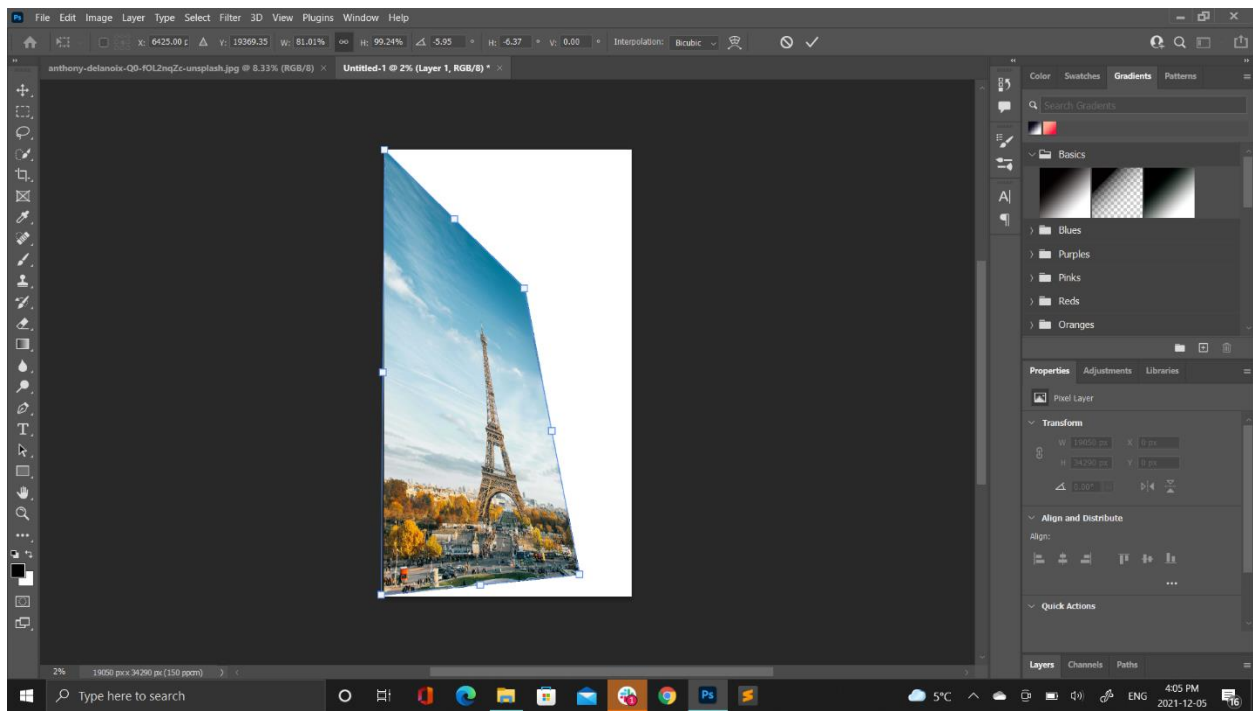 Ps File Edit Image Layer Type Select Filter 3D View Plugins Window Help
X: 6425.00 p Δ Y: 19369.35 W: 81.01% H: 99.24% -5.95 ° H: -6.37 ° V: 0.00 ° Interpolation: Bicubic
anthony-delanoix-Q0-fOL2nqZc-unsplash.jpg @ 8.33% (RGB/8) × Untitled-1 @ 2% (Layer 1, RGB/8) * ×
Color Swatches Gradients Patterns
Search Gradients
Basics
Blues
Purples
Pinks
Reds
Oranges
Properties Adjustments Libraries
Pixel Layer
Transform
W 19050 px X 0 px
H 34290 px Y 0 px
0.00°
Align and Distribute
Align:
Quick Actions
Layers Channels Paths
2% 19050 px x 34290 px (150 ppcm)
Type here to search
Ps
5°C ENG
4:05 PM
2021-12-05
16